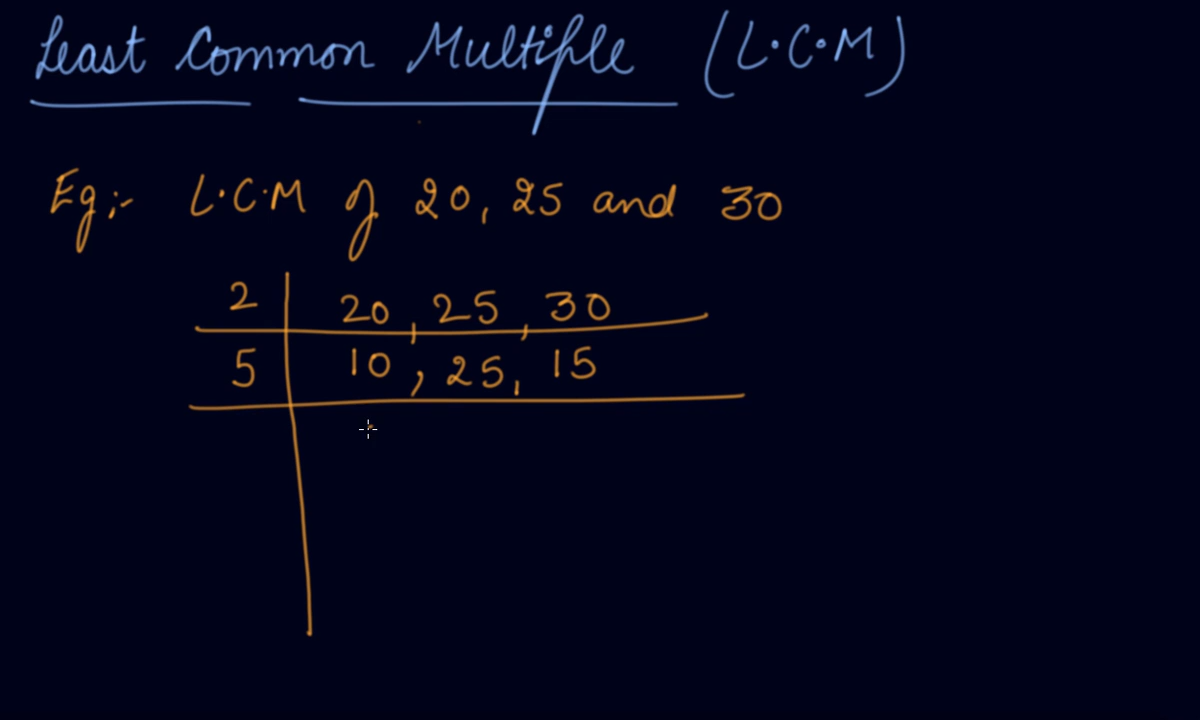 Least Common Multiple (L.C.M)
Eg:- L.C.M of 20, 25 and 30
2 20, 25, 30
5 10, 25, 15